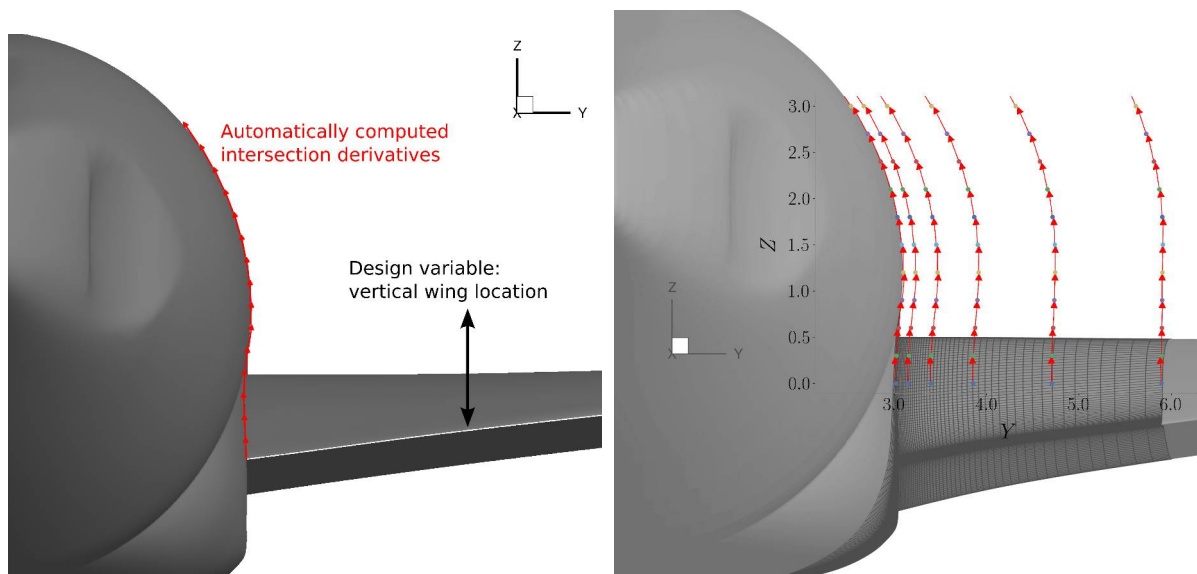 Z
X
Y
Automatically computed
intersection derivatives
Design variable:
vertical wing location
3.0
2.5
2.0
1.5
1.0
0.5
0.0
Z
Z
X
Y
3.0
4.0
5.0
6.0
Y